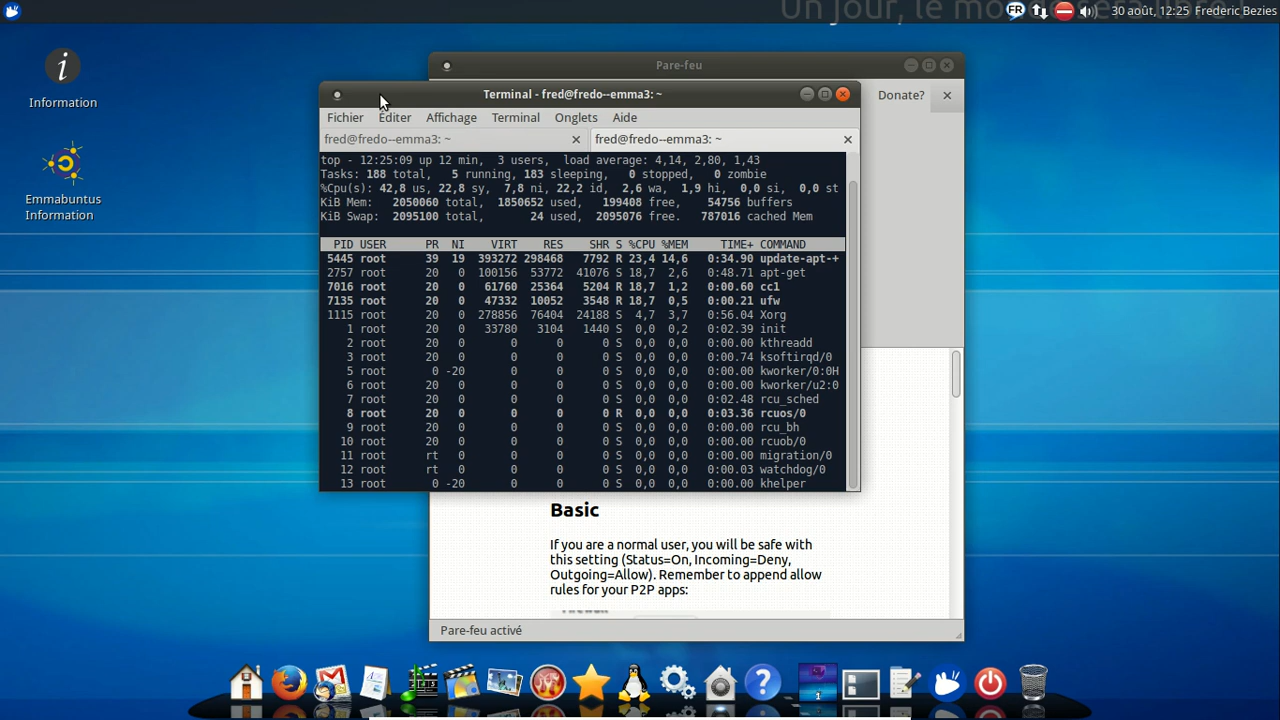 Un jour, le mo
FR
30 août, 12:25 Frederic Bezies
Information
Emmabuntus
Information
Pare-feu
Donate?
Terminal - fred@fredo--emma3: ~
Fichier Éditer Affichage Terminal Onglets Aide
fred@fredo--emma3: ~ fred@fredo--emma3: ~
top - 12:25:09 up 12 min, 3 users, load average: 4,14, 2,80, 1,43
Tasks: 188 total, 5 running, 183 sleeping, 0 stopped, 0 zombie
%Cpu(s): 42,8 us, 22,8 sy, 7,8 ni, 22,2 id, 2,6 wa, 1,9 hi, 0,0 si, 0,0 st
KiB Mem: 2050060 total, 1850652 used, 199408 free, 54756 buffers
KiB Swap: 2095100 total, 24 used, 2095076 free. 787016 cached Mem
PID USER PR NI VIRT RES SHR S %CPU %MEM TIME+ COMMAND
5445 root 39 19 393272 298468 7792 R 23,4 14,6 0:34.90 update-apt-+
2757 root 20 0 100156 53772 41076 S 18,7 2,6 0:48.71 apt-get
7016 root 20 0 61760 25364 5204 R 18,7 1,2 0:00.60 cc1
7135 root 20 0 47332 10052 3548 R 18,7 0,5 0:00.21 ufw
1115 root 20 0 278856 76404 24188 S 4,7 3,7 0:56.04 Xorg
1 root 20 0 33780 3104 1440 S 0,0 0,2 0:02.39 init
2 root 20 0 0 0 0 S 0,0 0,0 0:00.00 kthreadd
3 root 20 0 0 0 0 S 0,0 0,0 0:00.74 ksoftirqd/0
5 root 0 -20 0 0 0 S 0,0 0,0 0:00.00 kworker/0:0H
6 root 20 0 0 0 0 S 0,0 0,0 0:00.00 kworker/u2:0
7 root 20 0 0 0 0 S 0,0 0,0 0:02.48 rcu_sched
8 root 20 0 0 0 0 R 0,0 0,0 0:03.36 rcuos/0
9 root 20 0 0 0 0 S 0,0 0,0 0:00.00 rcu_bh
10 root 20 0 0 0 0 S 0,0 0,0 0:00.00 rcuob/0
11 root rt 0 0 0 0 S 0,0 0,0 0:00.00 migration/0
12 root rt 0 0 0 0 S 0,0 0,0 0:00.03 watchdog/0
13 root 0 -20 0 0 0 S 0,0 0,0 0:00.00 khelper
Basic
If you are a normal user, you will be safe with
this setting (Status=On, Incoming=Deny,
Outgoing=Allow). Remember to append allow
rules for your P2P apps:
Pare-feu activé
1